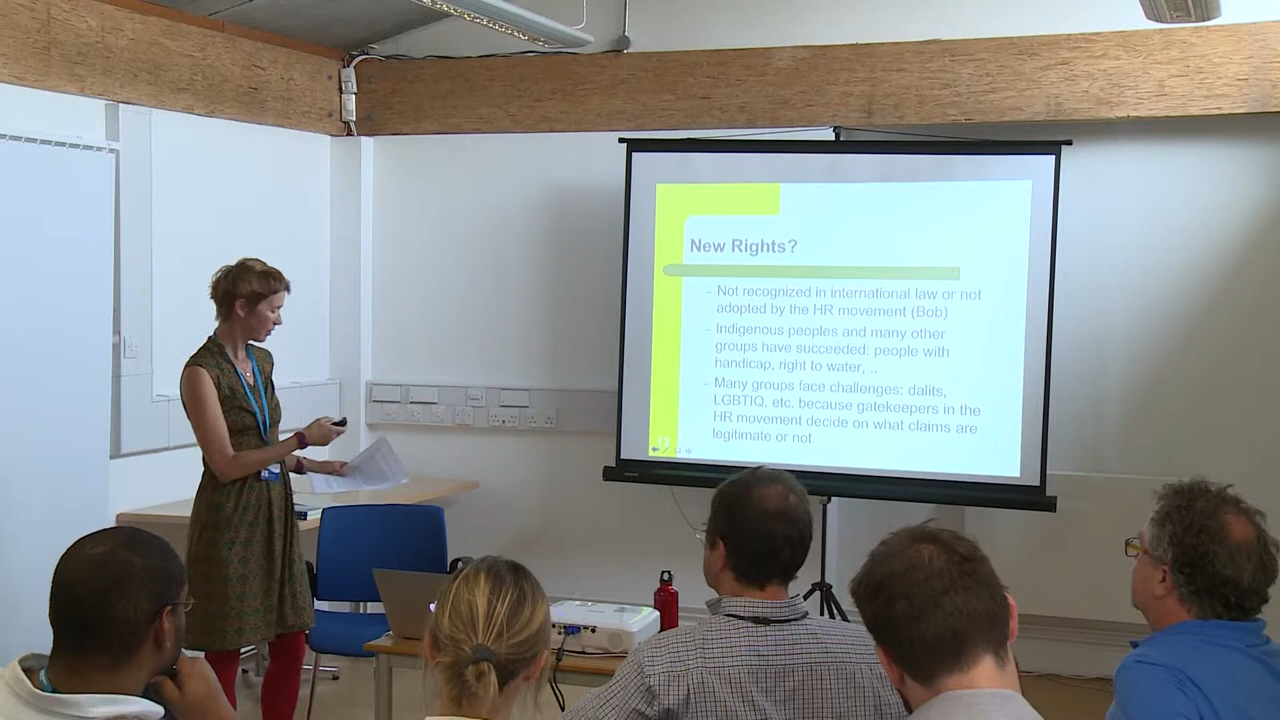 New Rights?
– Not recognized in international law or not
adopted by the HR movement (Bob)
– Indigenous peoples and many other
groups have succeeded: people with
handicap, right to water, ..
– Many groups face challenges: dalits,
LGBTIQ, etc. because gatekeepers in the
HR movement decide on what claims are
legitimate or not.
12